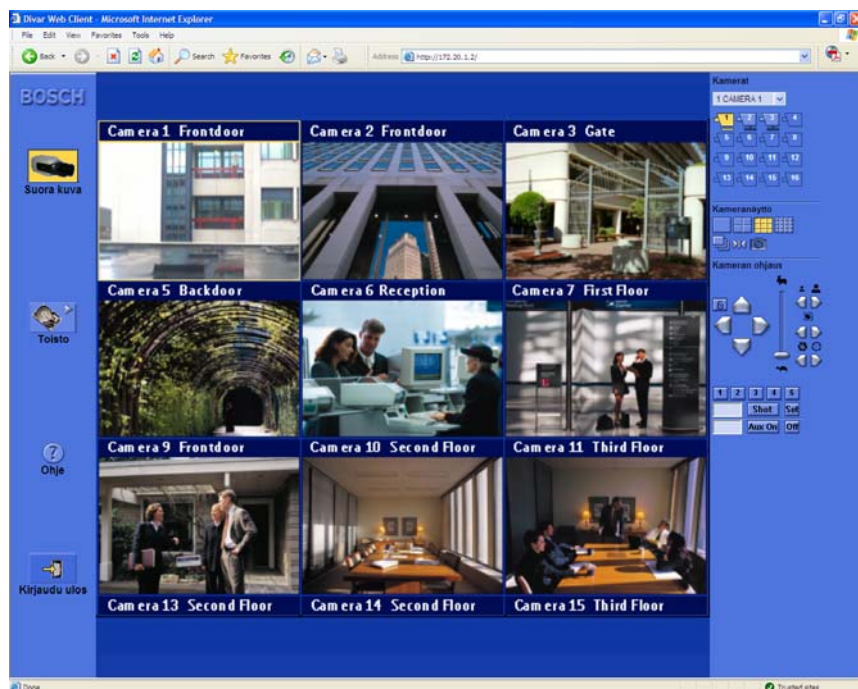 Divar Web Client - Microsoft Internet Explorer
File Edit View Favorites Tools Help
Back Search Favorites Address http://172.20.1.2/
BOSCH
Suora kuva
Toisto
Ohje
Kirjaudu ulos
Camera 1 Frontdoor
Camera 2 Frontdoor
Camera 3 Gate
Camera 5 Backdoor
Camera 6 Reception
Camera 7 First Floor
Camera 9 Frontdoor
Camera 10 Second Floor
Camera 11 Third Floor
Camera 13 Second Floor
Camera 14 Second Floor
Camera 15 Third Floor
Kamerat
1 CAMERA 1
1 2 3 4
5 6 7 8
9 10 11 12
13 14 15 16
Kameranäyttö
Kameran ohjaus
1 2 3 4 5
Shot Set
Aux On Off
Done Trusted sites